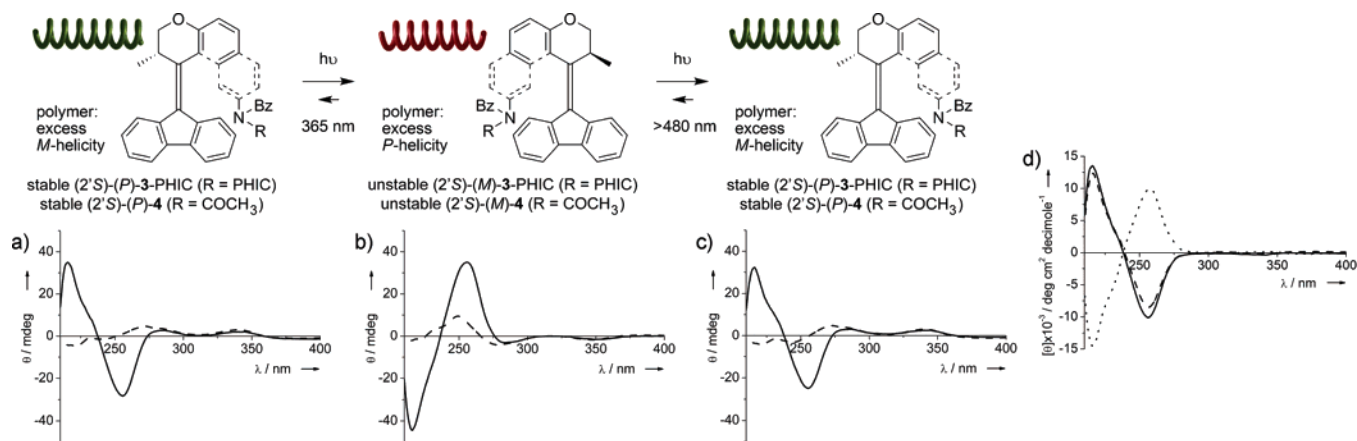 O
hυ
O
hυ
O
polymer:
excess
M-helicity
Bz
N
R
365 nm
polymer:
excess
P-helicity
Bz
N
R
>480 nm
polymer:
excess
M-helicity
Bz
N
R
stable (2'S)-(P)-3-PHIC (R = PHIC)
stable (2'S)-(P)-4 (R = COCH₃)
unstable (2'S)-(M)-3-PHIC (R = PHIC)
unstable (2'S)-(M)-4 (R = COCH₃)
stable (2'S)-(P)-3-PHIC (R = PHIC)
stable (2'S)-(P)-4 (R = COCH₃)
a)
40
20
0
-20
-40
θ / mdeg
250 300 350 400
λ / nm
b)
40
20
0
-20
-40
θ / mdeg
250 300 350 400
λ / nm
c)
40
20
0
-20
-40
θ / mdeg
250 300 350 400
λ / nm
d)
15
10
5
0
-5
-10
-15
[θ]x10⁻³ / deg cm² decimole⁻¹
250 300 350 400
λ / nm